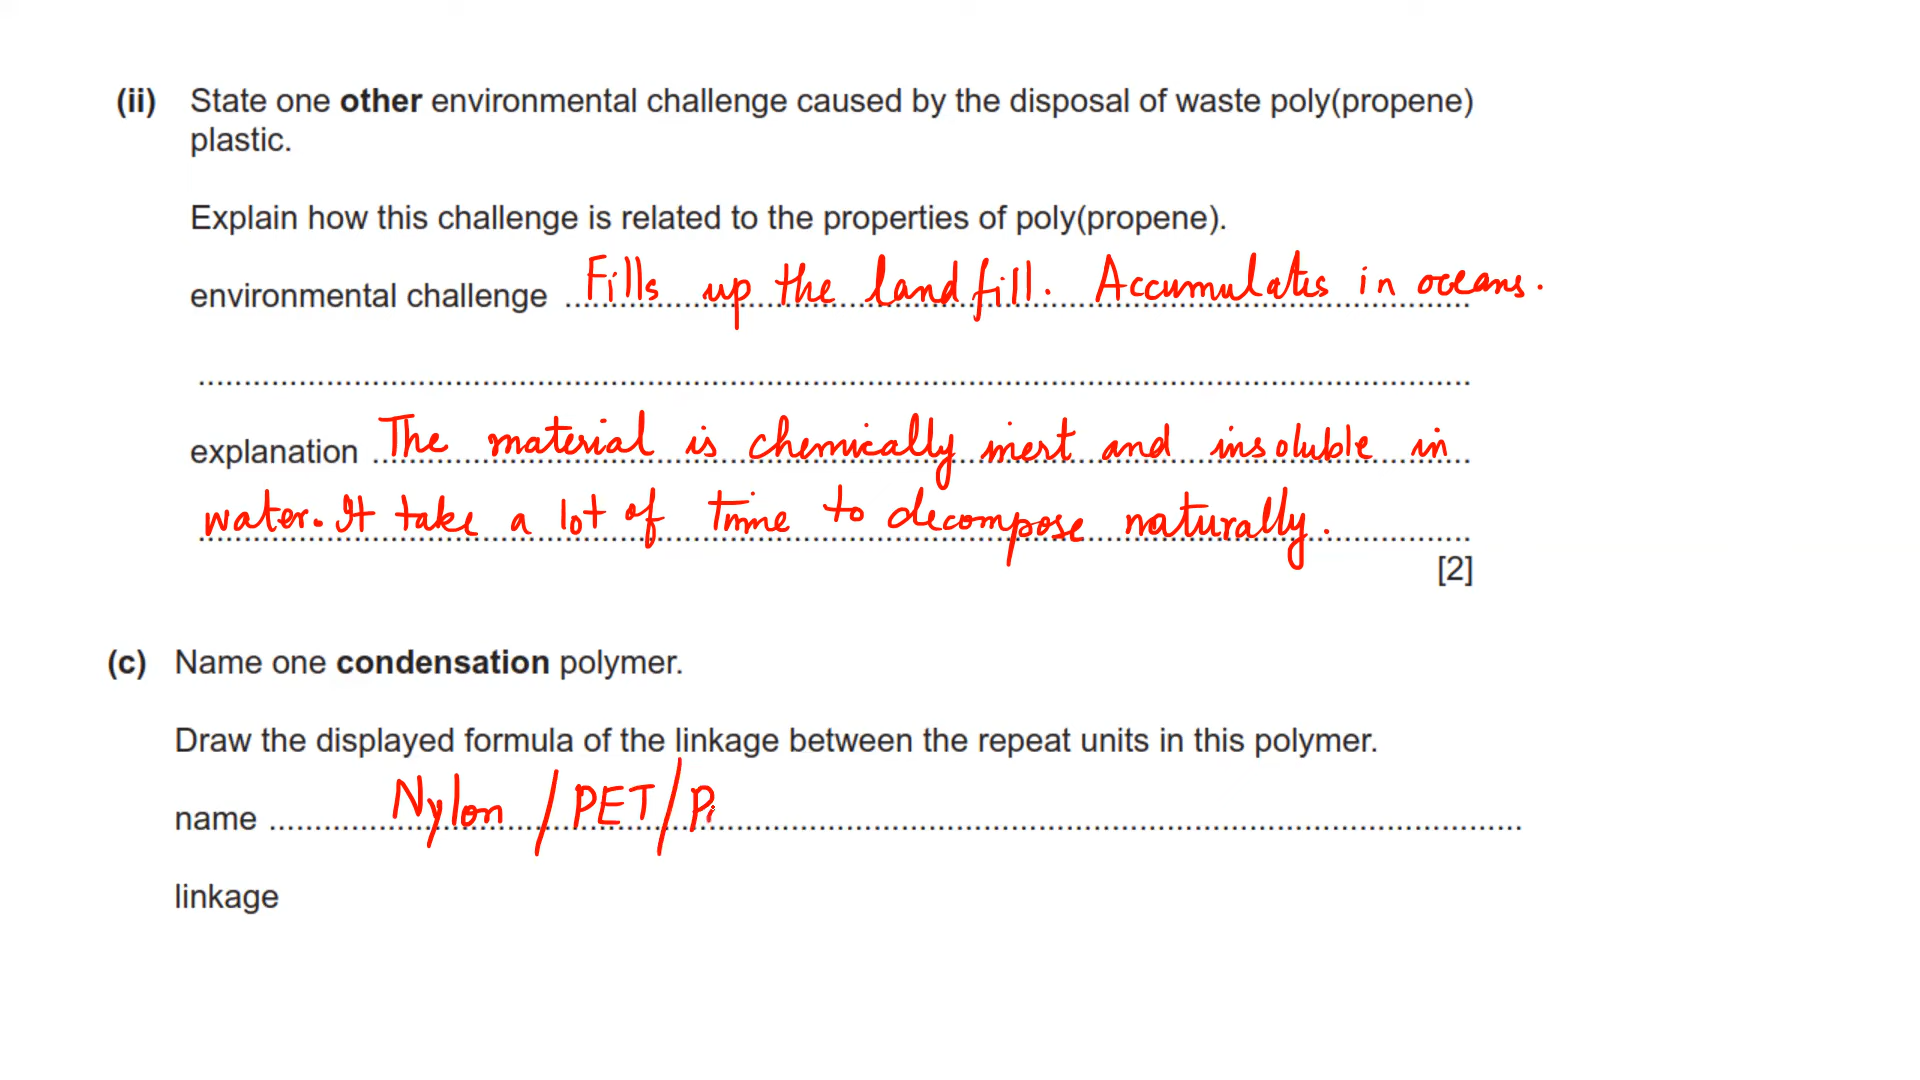 (ii) State one other environmental challenge caused by the disposal of waste poly(propene)
plastic.
Explain how this challenge is related to the properties of poly(propene).
environmental challenge Fills up the landfill. Accumulates in oceans.
explanation The material is chemically inert and insoluble in
water. It take a lot of time to decompose naturally.
[2]
(c) Name one condensation polymer.
Draw the displayed formula of the linkage between the repeat units in this polymer.
name Nylon / PET /
linkage